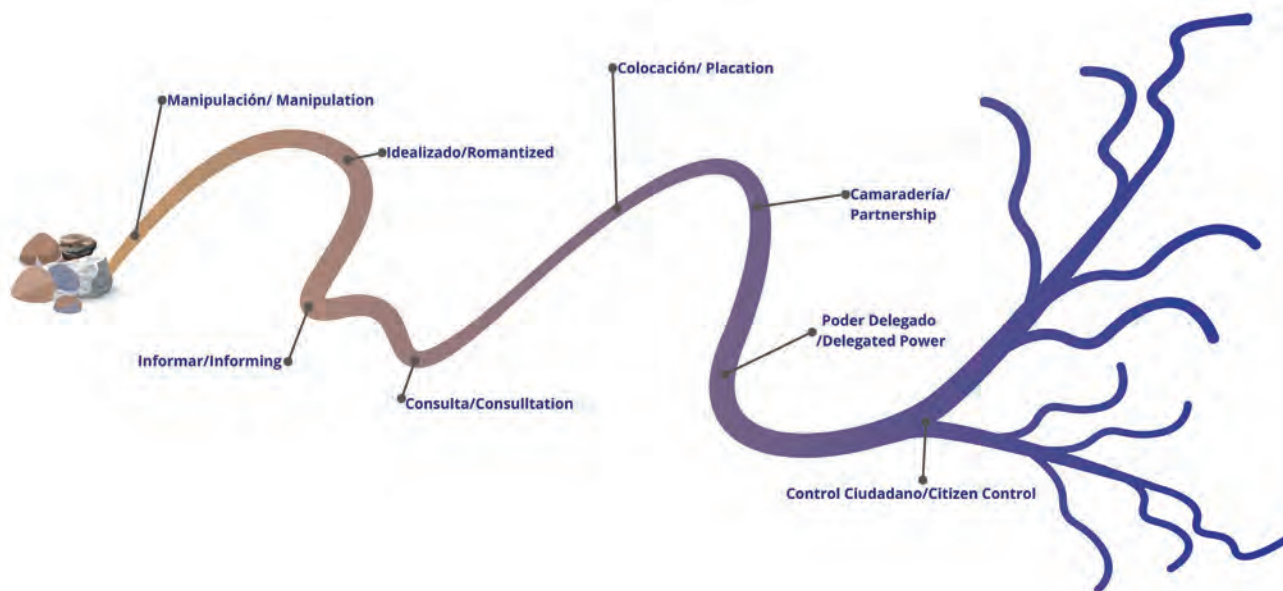 Manipulación/ Manipulation
Idealizado/Romantized
Informar/Informing
Consulta/Consulltation
Colocación/ Placation
Camaradería/
Partnership
Poder Delegado
/Delegated Power
Control Ciudadano/Citizen Control